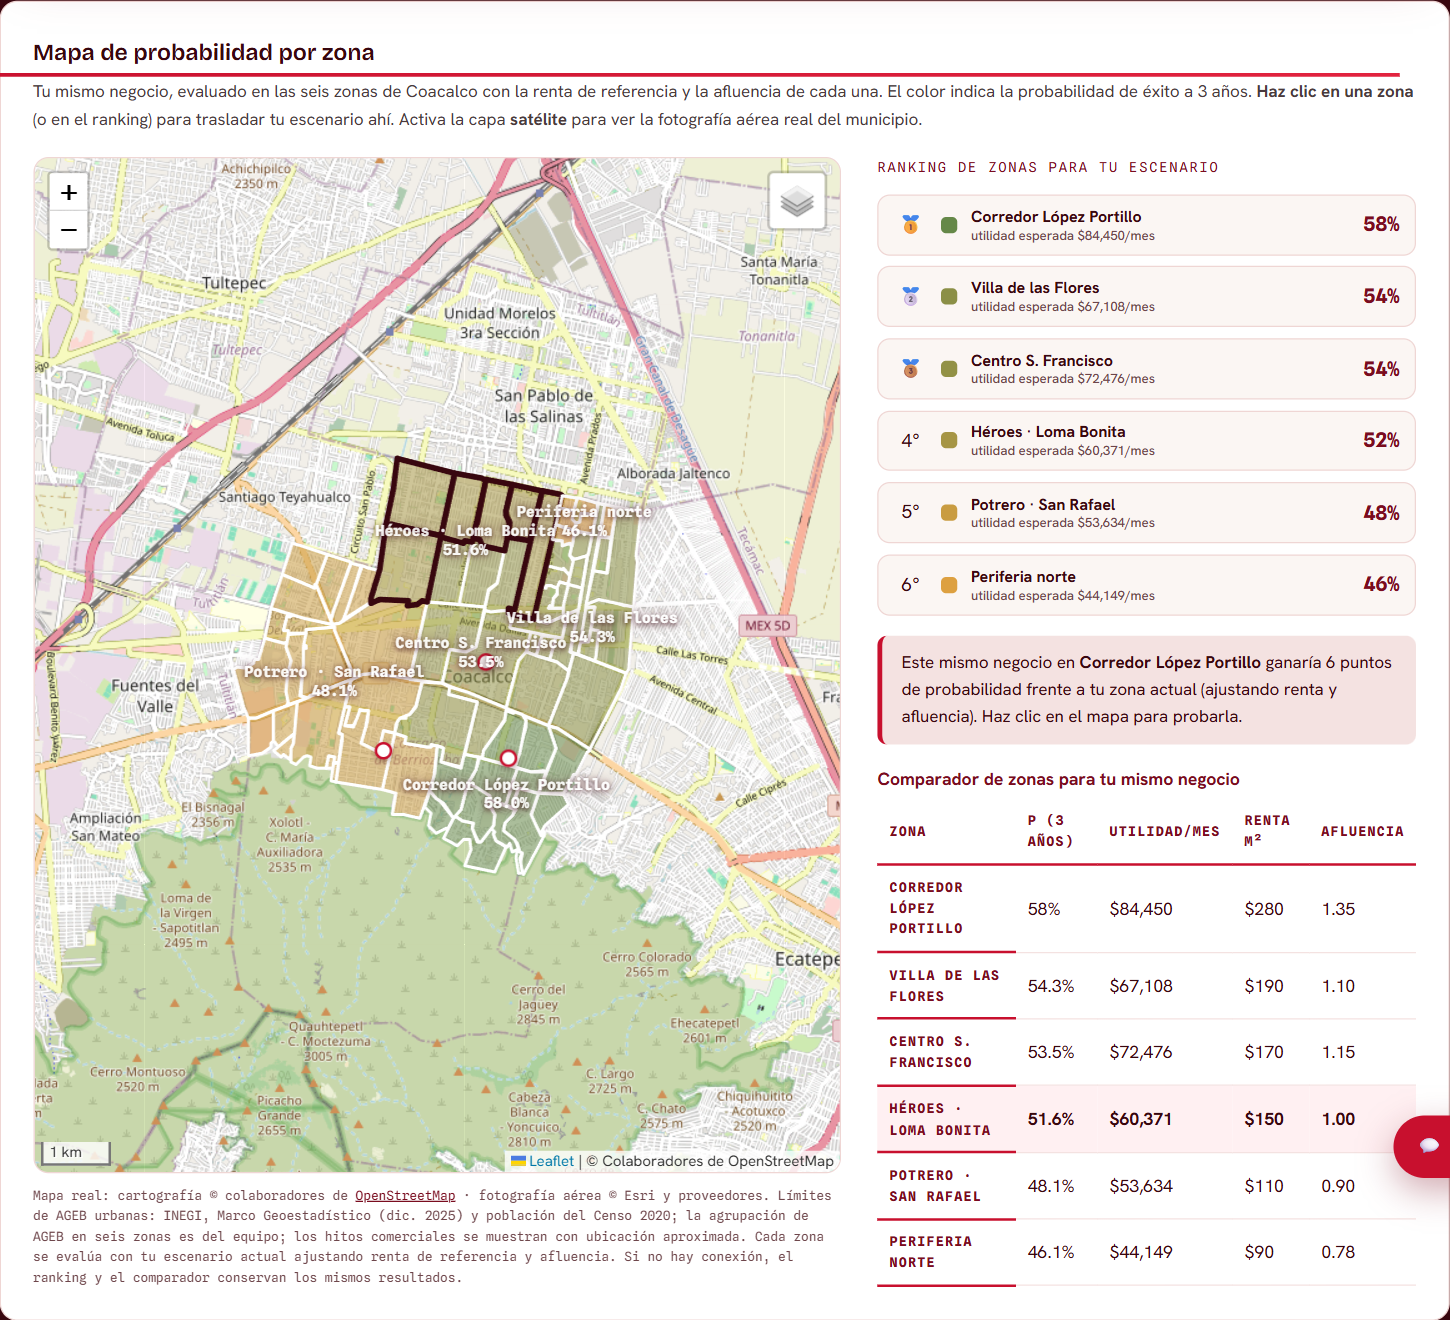 Mapa de probabilidad por zona
Tu mismo negocio, evaluado en las seis zonas de Coacalco con la renta de referencia y la afluencia de cada una. El color indica la probabilidad de éxito a 3 años. Haz clic en una zona
(o en el ranking) para trasladar tu escenario ahí. Activa la capa satélite para ver la fotografía aérea real del municipio.
+
−
Achichipilco
2350 m
Tultepec
Santa María
Tonanitla
Unidad Morelos
3ra Sección
Tultitlán
Tonanitla
Tultepec
Gran Canal de Desagüe
San Pablo de
las Salinas
Avenida Toluca
Avenida Prados
Alborada Jaltenco
Santiago Teyahualco
Circuito San Pablo
Periferia norte
46.1%
Héroes · Loma Bonita
51.6%
Tecámac
Tultitlán
Villa de las Flores
54.3%
MEX 5D
Centro S. Francisco
53.5%
Coacalco
Calle Las Torres
Potrero · San Rafael
48.1%
Fuentes del
Valle
Tultitlán
Avenida Central
Boulevard Benito Juárez
Corredor López Portillo
58.0%
Calle Ciprés
El Bisnagal
2356 m
Ampliación
San Mateo
Xolotl -
C. María
Auxiliadora
2535 m
Loma de
la Virgen
- Sapotitlan
2495 m
Cerro Colorado
2565 m
Ecatepe
Cerro del
Jaguey
2845 m
Ehecatepetl
2601 m
Quauhtepetl
- C. Moctezuma
3005 m
Cerro Montuoso
2520 m
C. Largo
2725 m
Picacho
Grande
2655 m
Cabeza
Blanca
- Yoncuico
2810 m
C. Chato
2575 m
Chiquihuitito
- Acotuxco
2520 m
1 km
Leaflet | © Colaboradores de OpenStreetMap
Mapa real: cartografía © colaboradores de OpenStreetMap · fotografía aérea © Esri y proveedores. Límites
de AGEB urbanas: INEGI, Marco Geoestadístico (dic. 2025) y población del Censo 2020; la agrupación de
AGEB en seis zonas es del equipo; los hitos comerciales se muestran con ubicación aproximada. Cada zona
se evalúa con tu escenario actual ajustando renta de referencia y afluencia. Si no hay conexión, el
ranking y el comparador conservan los mismos resultados.
RANKING DE ZONAS PARA TU ESCENARIO
1 Corredor López Portillo 58%
utilidad esperada $84,450/mes
2 Villa de las Flores 54%
utilidad esperada $67,108/mes
3 Centro S. Francisco 54%
utilidad esperada $72,476/mes
4° Héroes · Loma Bonita 52%
utilidad esperada $60,371/mes
5° Potrero · San Rafael 48%
utilidad esperada $53,634/mes
6° Periferia norte 46%
utilidad esperada $44,149/mes
Este mismo negocio en Corredor López Portillo ganaría 6 puntos
de probabilidad frente a tu zona actual (ajustando renta y
afluencia). Haz clic en el mapa para probarla.
Comparador de zonas para tu mismo negocio
ZONA P (3 AÑOS) UTILIDAD/MES RENTA M² AFLUENCIA
CORREDOR LÓPEZ PORTILLO 58% $84,450 $280 1.35
VILLA DE LAS FLORES 54.3% $67,108 $190 1.10
CENTRO S. FRANCISCO 53.5% $72,476 $170 1.15
HÉROES · LOMA BONITA 51.6% $60,371 $150 1.00
POTRERO · SAN RAFAEL 48.1% $53,634 $110 0.90
PERIFERIA NORTE 46.1% $44,149 $90 0.78